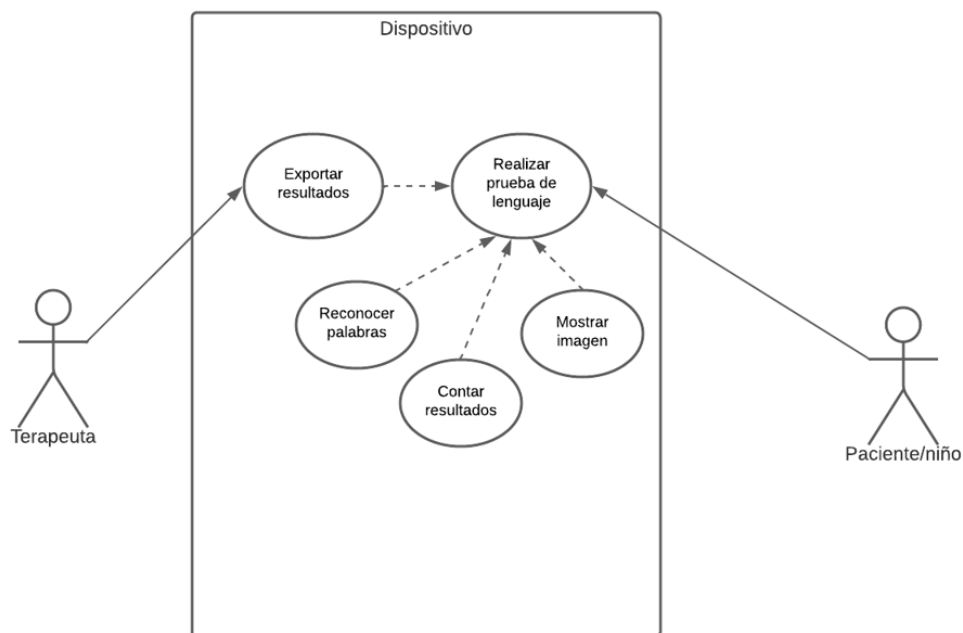 Dispositivo
Exportar
resultados
Realizar
prueba de
lenguaje
Reconocer
palabras
Mostrar
imagen
Contar
resultados
Terapeuta
Paciente/niño